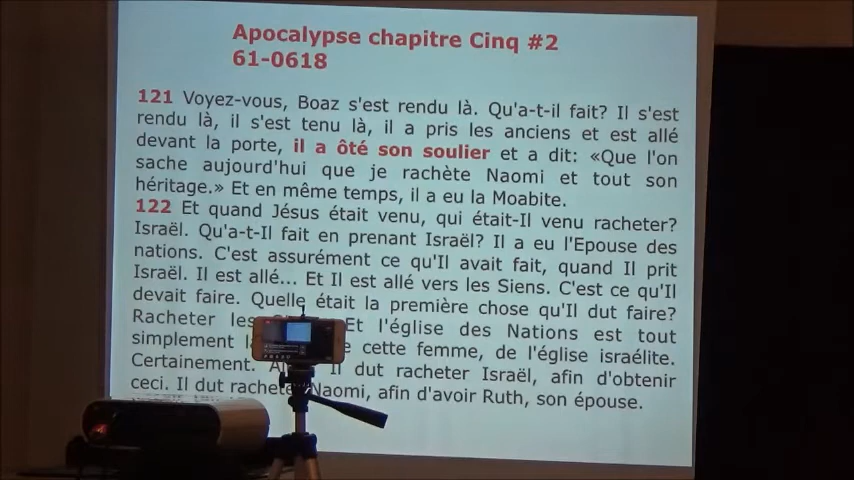 Apocalypse chapitre Cinq #2
61-0618
121 Voyez-vous, Boaz s'est rendu là. Qu'a-t-il fait? Il s'est
rendu là, il s'est tenu là, il a pris les anciens et est allé
devant la porte, il a ôté son soulier et a dit: «Que l'on
sache aujourd'hui que je rachète Naomi et tout son
héritage.» Et en même temps, il a eu la Moabite.
122 Et quand Jésus était venu, qui était-Il venu racheter?
Israël. Qu'a-t-Il fait en prenant Israël? Il a eu l'Epouse des
nations. C'est assurément ce qu'Il avait fait, quand Il prit
Israël. Il est allé... Et Il est allé vers les Siens. C'est ce qu'Il
devait faire. Quelle était la première chose qu'Il dut faire?
Racheter les Et l'église des Nations est tout
simplement cette femme, de l'église israélite.
Certainement. Il dut racheter Israël, afin d'obtenir
ceci. Il dut racheter Naomi, afin d'avoir Ruth, son épouse.